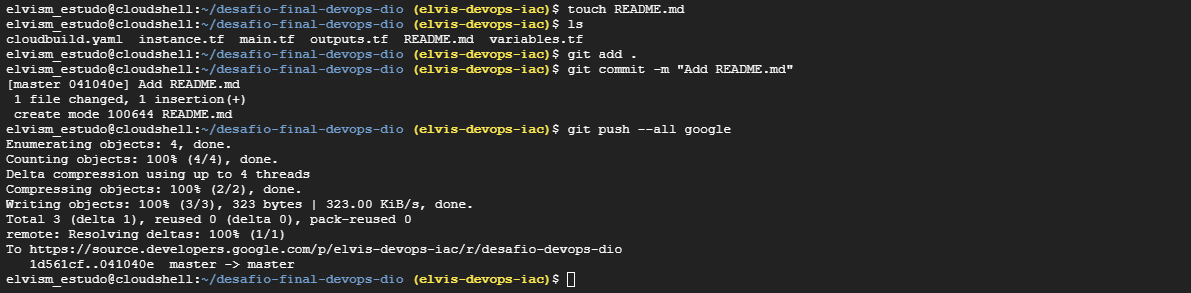 elvism_estudo@cloudshell:~/desafio-final-devops-dio (elvis-devops-iac)$ touch README.md
elvism_estudo@cloudshell:~/desafio-final-devops-dio (elvis-devops-iac)$ ls
cloudbuild.yaml  instance.tf  main.tf  outputs.tf  README.md  variables.tf
elvism_estudo@cloudshell:~/desafio-final-devops-dio (elvis-devops-iac)$ git add .
elvism_estudo@cloudshell:~/desafio-final-devops-dio (elvis-devops-iac)$ git commit -m "Add README.md"
[master 041040e] Add README.md
 1 file changed, 1 insertion(+)
 create mode 100644 README.md
elvism_estudo@cloudshell:~/desafio-final-devops-dio (elvis-devops-iac)$ git push --all google
Enumerating objects: 4, done.
Counting objects: 100% (4/4), done.
Delta compression using up to 4 threads
Compressing objects: 100% (2/2), done.
Writing objects: 100% (3/3), 323 bytes | 323.00 KiB/s, done.
Total 3 (delta 1), reused 0 (delta 0), pack-reused 0
remote: Resolving deltas: 100% (1/1)
To https://source.developers.google.com/p/elvis-devops-iac/r/desafio-devops-dio
   1d561cf..041040e  master -> master
elvism_estudo@cloudshell:~/desafio-final-devops-dio (elvis-devops-iac)$